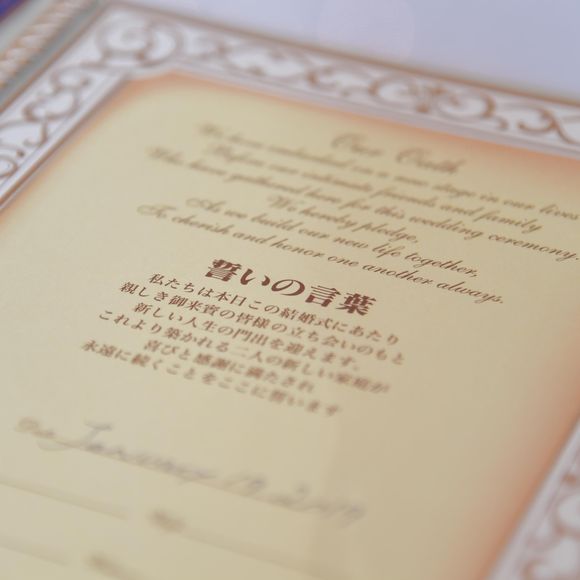 Our Oath
We have embarked on a new stage in our lives.
Before our intimate friends and family
Who have gathered here for this wedding ceremony.
We hereby pledge,
As we build our new life together,
To cherish and honor one another always.
誓いの言葉
私たちは本日この結婚式にあたり
親しき御来賓の皆様の立ち会いのもと
新しい人生の門出を迎えます、
これより築かれる二人の新しい家庭が
喜びと感謝に満たされ
永遠に続くことをここに誓います
On January